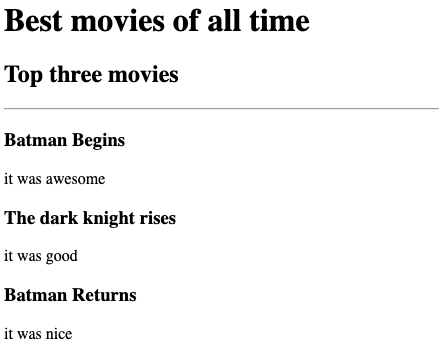 Best movies of all time
Top three movies
Batman Begins
it was awesome
The dark knight rises
it was good
Batman Returns
it was nice